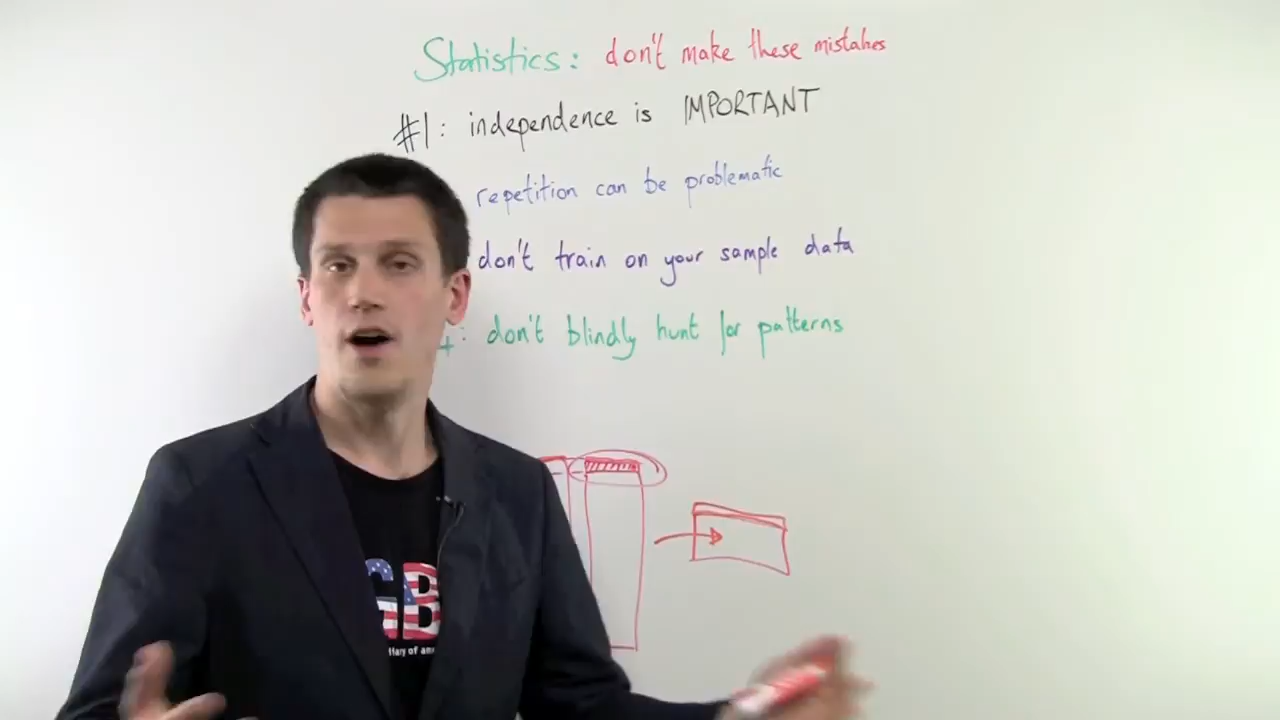 Statistics: don't make these mistakes
#1: independence is IMPORTANT
repetition can be problematic
don't train on your sample data
: don't blindly hunt for patterns
GB